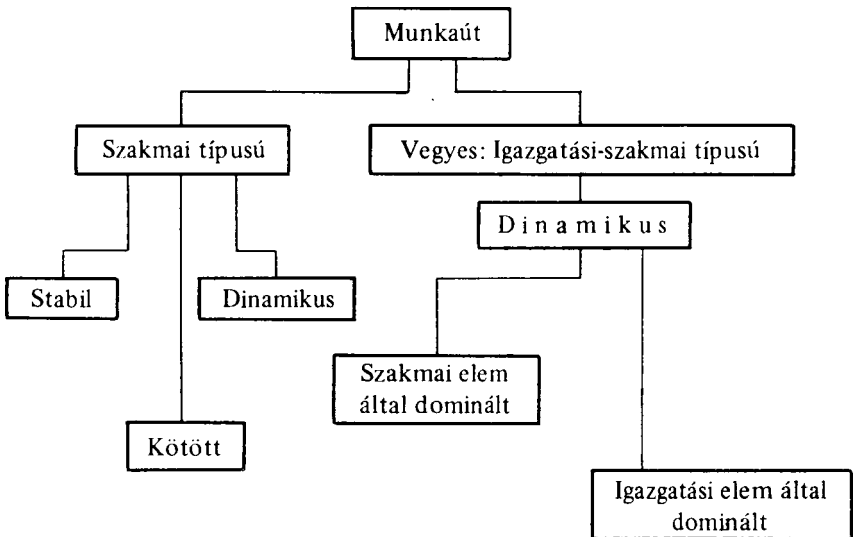 Munkaút
Szakmai típusú
Vegyes: Igazgatási-szakmai típusú
Dinamikus
Stabil
Dinamikus
Szakmai elem
által dominált
Kötött
Igazgatási elem által
dominált